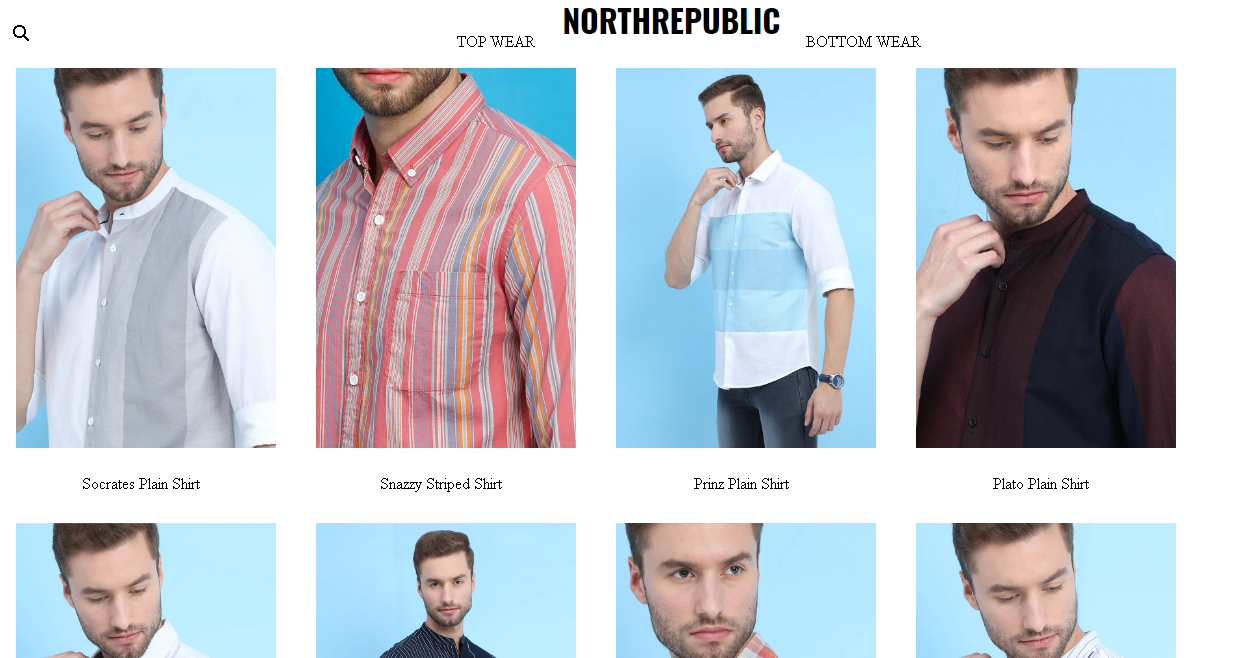 NORTHREPUBLIC
TOP WEAR
BOTTOM WEAR
Socrates Plain Shirt
Snazzy Striped Shirt
Prinz Plain Shirt
Plato Plain Shirt